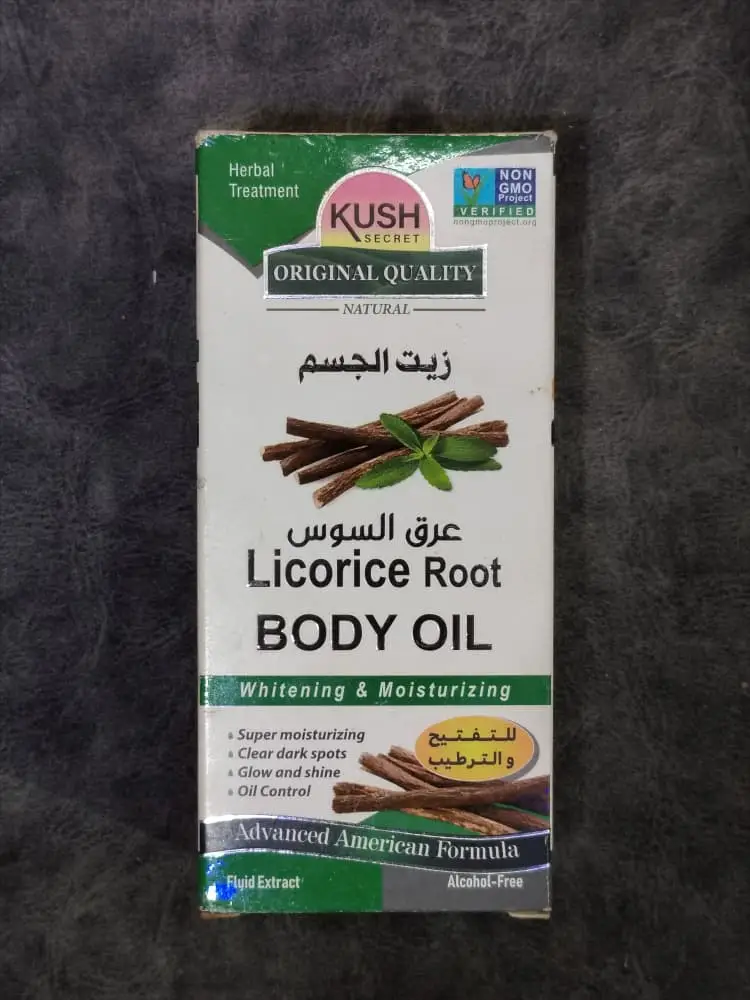 Herbal
Treatment
KUSH
SECRET
ORIGINAL QUALITY
NATURAL
NON
GMO
Project
VERIFIED
nongmoproject.org
زيت الجسم
عرق السوس
Licorice Root
BODY OIL
Whitening & Moisturizing
Super moisturizing
Clear dark spots
Glow and shine
Oil Control
للتفتيح
والترطيب
Advanced American Formula
Fluid Extract
Alcohol-Free